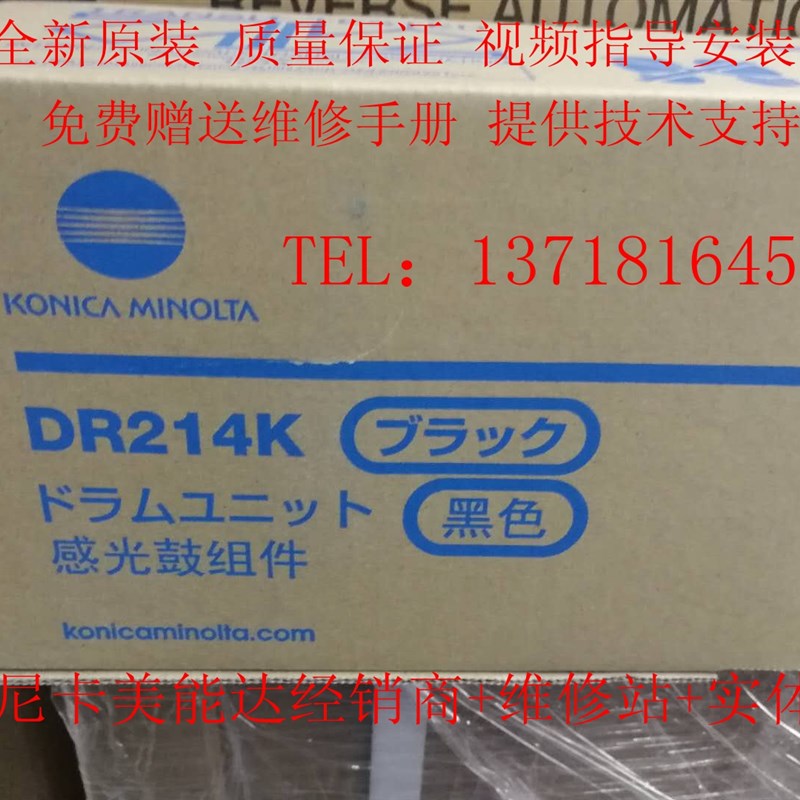 REVERSE AUTOMATIC
全新原装 质量保证 视频指导安装
免费赠送维修手册 提供技术支持
TEL： 137181645
KONICA MINOLTA
DR214K ブラック
ドラムユニット 黑色
感光鼓组件
konicaminolta.com
尼卡美能达经销商+维修站+实体